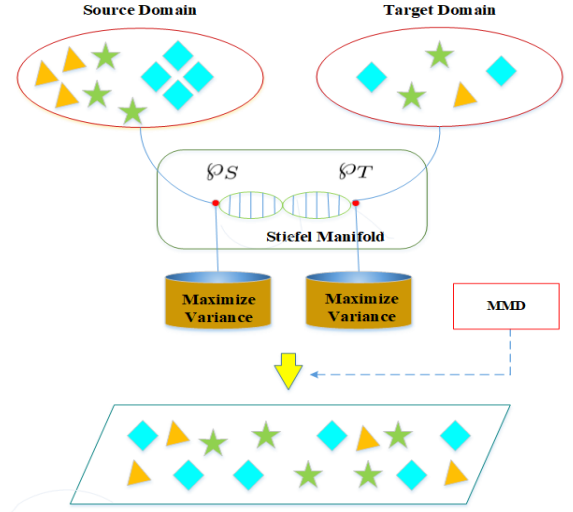 Source Domain
Target Domain
℘S
℘T
Stiefel Manifold
Maximize
Variance
Maximize
Variance
MMD